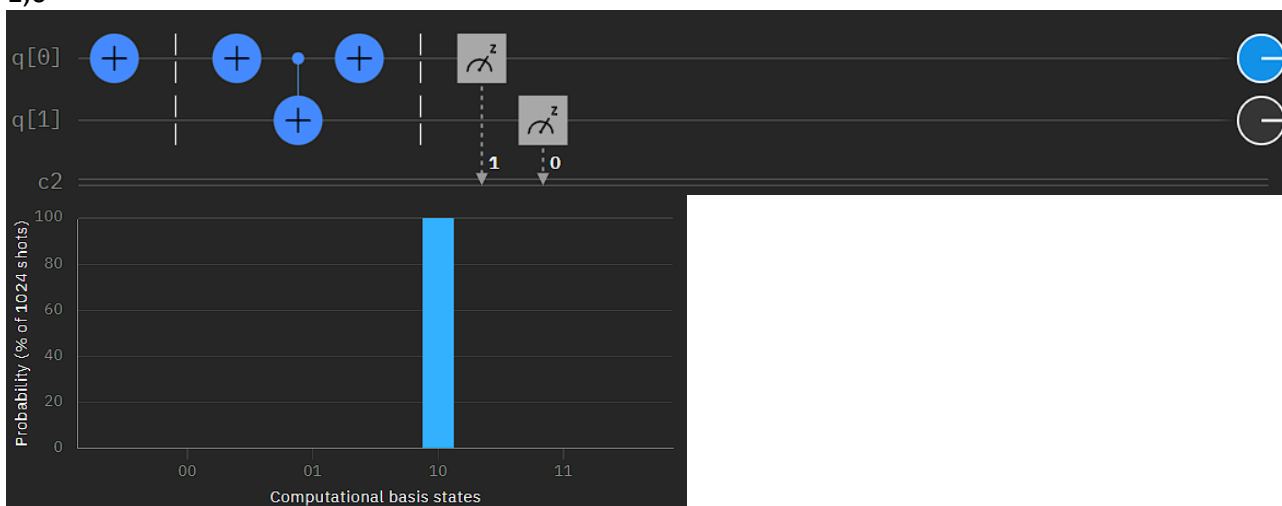 q[0] + + + z
q[1] + z
1 0
c2
100
80
60
40
20
0
Probability (% of 1024 shots)
00 01 10 11
Computational basis states